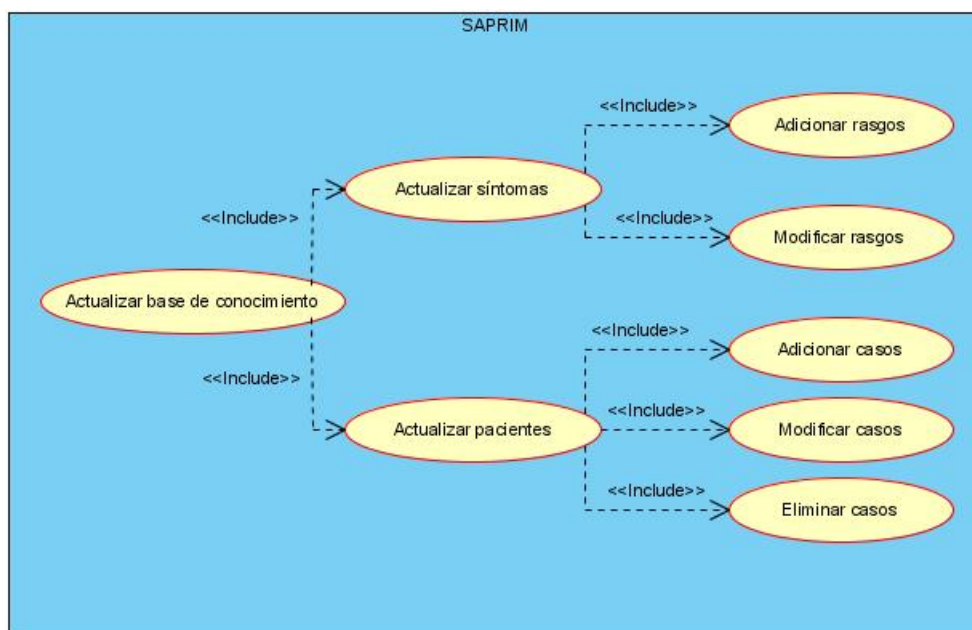 SAPRIM
<<Include>>
Adicionar rasgos
Actualizar síntomas
<<Include>>
<<Include>>
Modificar rasgos
Actualizar base de conocimiento
<<Include>>
Adicionar casos
<<Include>>
<<Include>>
Actualizar pacientes
Modificar casos
<<Include>>
Eliminar casos